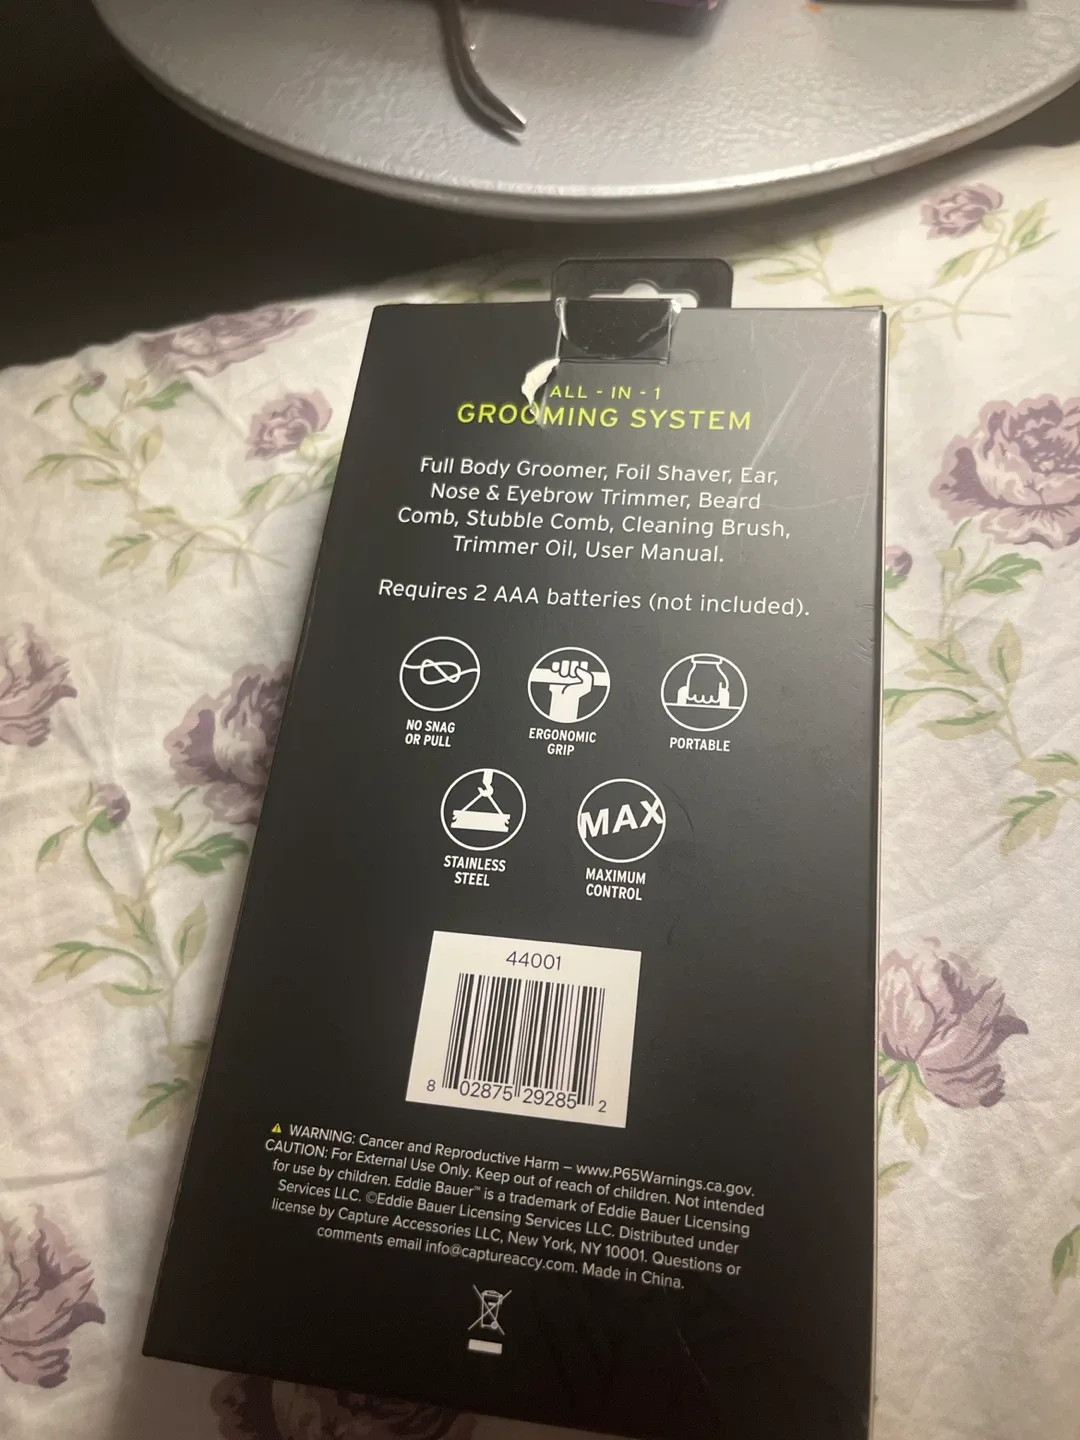 ALL - IN - 1
GROOMING SYSTEM
Full Body Groomer, Foil Shaver, Ear,
Nose & Eyebrow Trimmer, Beard
Comb, Stubble Comb, Cleaning Brush,
Trimmer Oil, User Manual.
Requires 2 AAA batteries (not included).
NO SNAG
OR PULL
ERGONOMIC
GRIP
PORTABLE
STAINLESS
STEEL
MAX
MAXIMUM
CONTROL
44001
8 02875 29285 2
⚠ WARNING: Cancer and Reproductive Harm – www.P65Warnings.ca.gov.
CAUTION: For External Use Only. Keep out of reach of children. Not intended
for use by children. Eddie Bauer™ is a trademark of Eddie Bauer Licensing
Services LLC. ©Eddie Bauer Licensing Services LLC. Distributed under
license by Capture Accessories LLC, New York, NY 10001. Questions or
comments email info@captureaccy.com. Made in China.